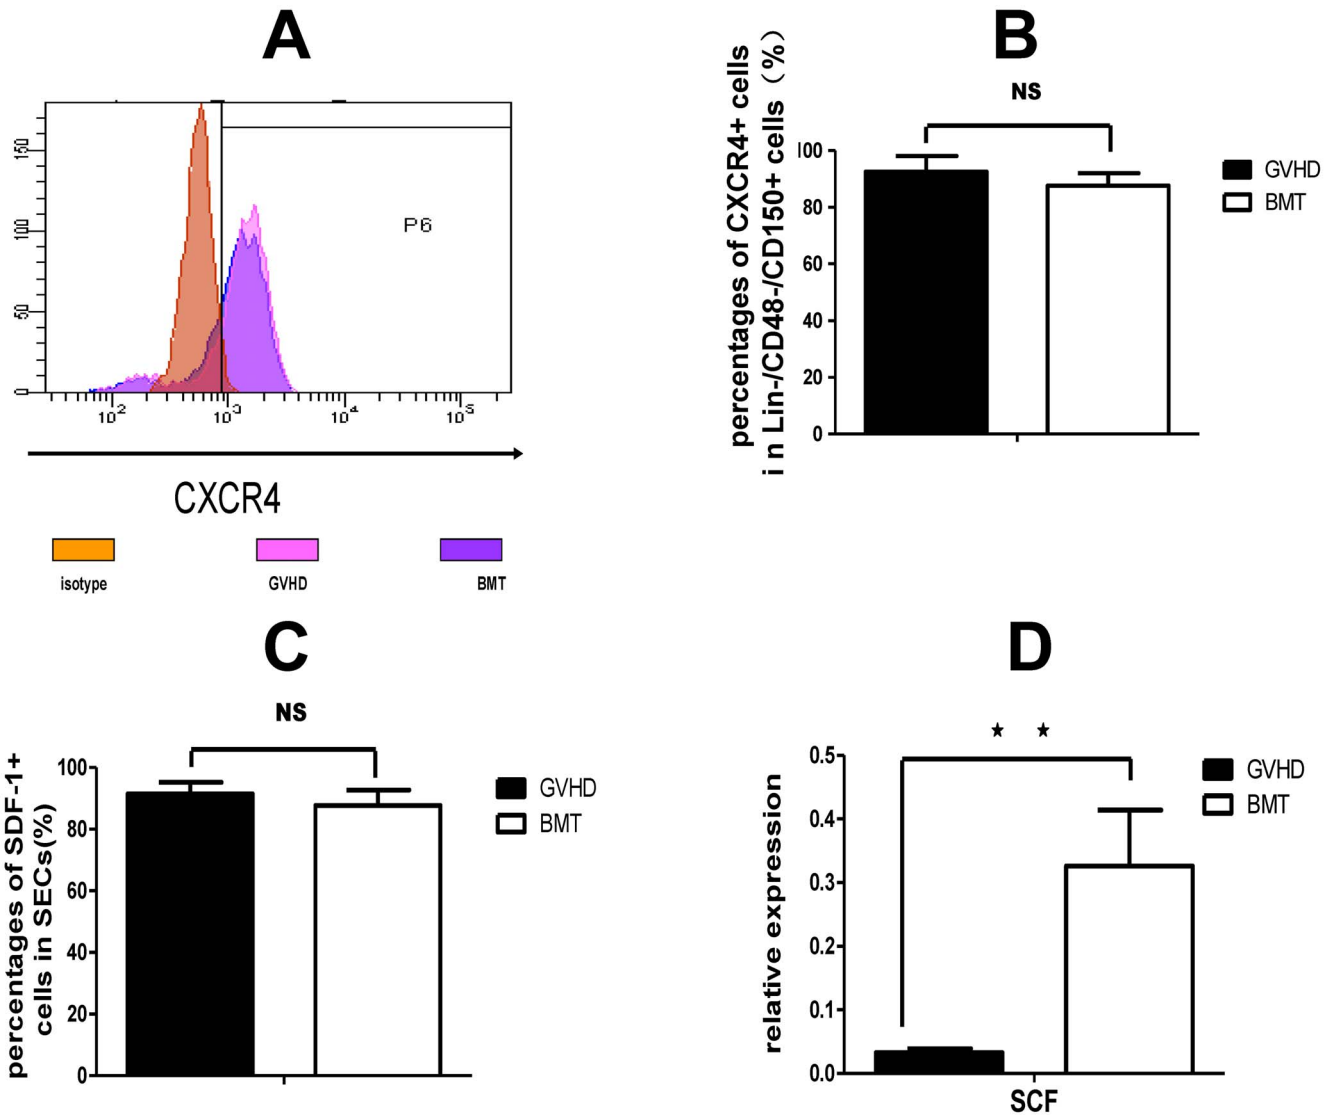 A
150
100
50
0
P6
10²
10³
10⁴
10⁵
CXCR4
isotype
GVHD
BMT
B
percentages of CXCR4+ cells
i n Lin-/CD48-/CD150+ cells（%）
NS
100
80
60
40
20
0
GVHD
BMT
C
percentages of SDF-1+
cells in SECs(%)
NS
100
80
60
40
20
0
GVHD
BMT
D
relative expression
★ ★
0.5
0.4
0.3
0.2
0.1
0.0
GVHD
BMT
SCF